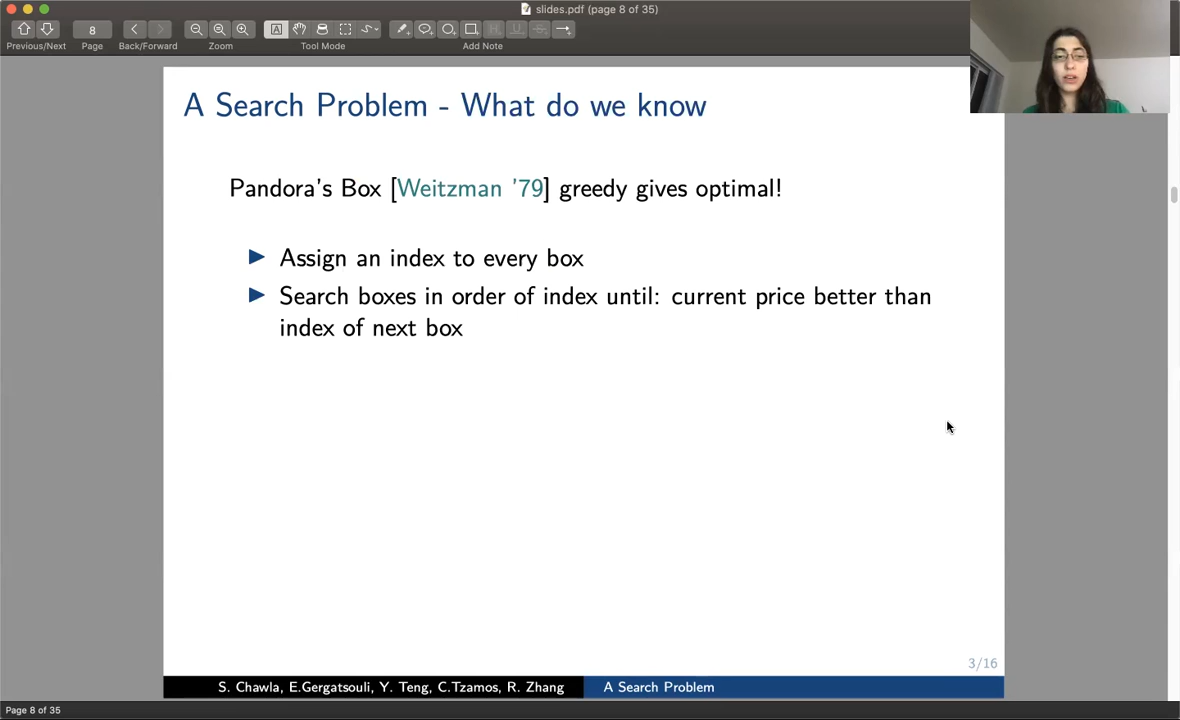 slides.pdf (page 8 of 35)
8
Previous/Next
Page
Back/Forward
Zoom
Tool Mode
Add Note
A Search Problem - What do we know
Pandora's Box [Weitzman '79] greedy gives optimal!
Assign an index to every box
Search boxes in order of index until: current price better than
index of next box
3/16
S. Chawla, E.Gergatsouli, Y. Teng, C.Tzamos, R. Zhang
A Search Problem
Page 8 of 35